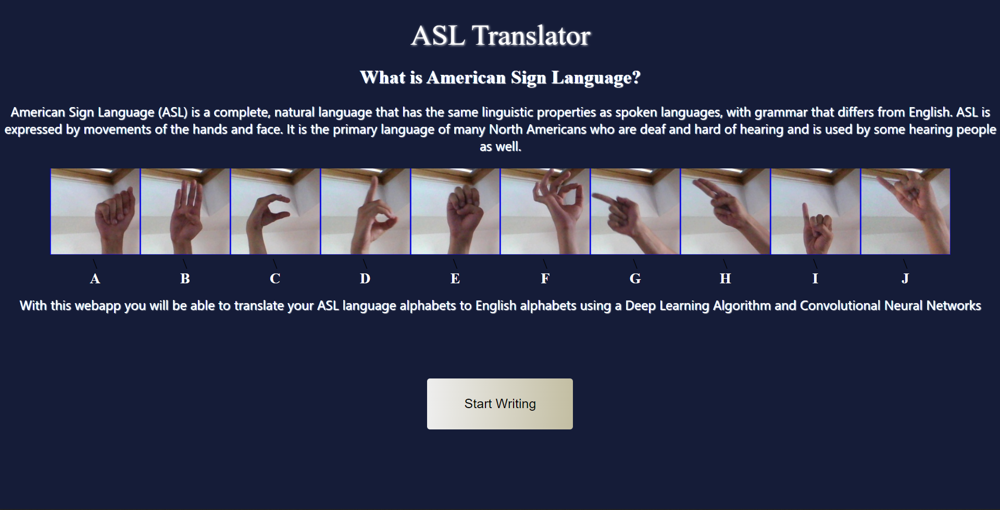 ASL Translator
What is American Sign Language?
American Sign Language (ASL) is a complete, natural language that has the same linguistic properties as spoken languages, with grammar that differs from English. ASL is
expressed by movements of the hands and face. It is the primary language of many North Americans who are deaf and hard of hearing and is used by some hearing people
as well.
\ \ \ \ \ \ \ \ \ \
A B C D E F G H I J
With this webapp you will be able to translate your ASL language alphabets to English alphabets using a Deep Learning Algorithm and Convolutional Neural Networks
Start Writing